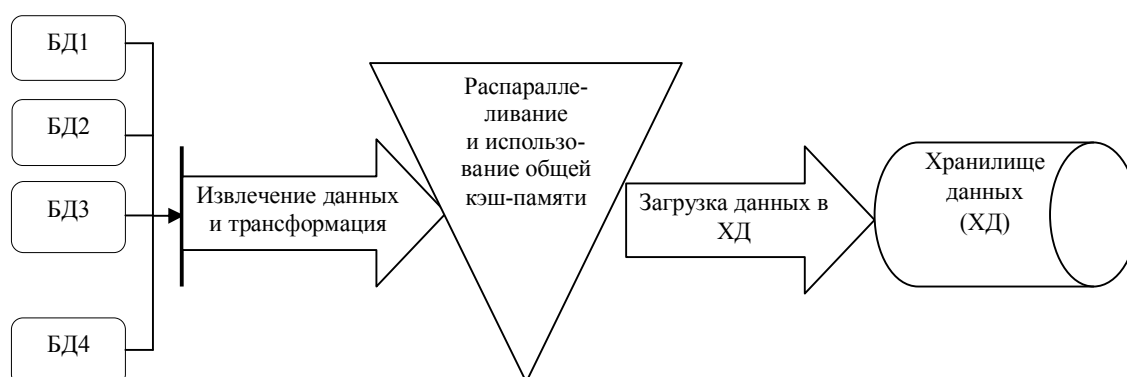 БД1
БД2
БД3
БД4
Извлечение данных
и трансформация
Распаралле-
ливание
и использо-
вание общей
кэш-памяти
Загрузка данных в
ХД
Хранилище
данных
(ХД)